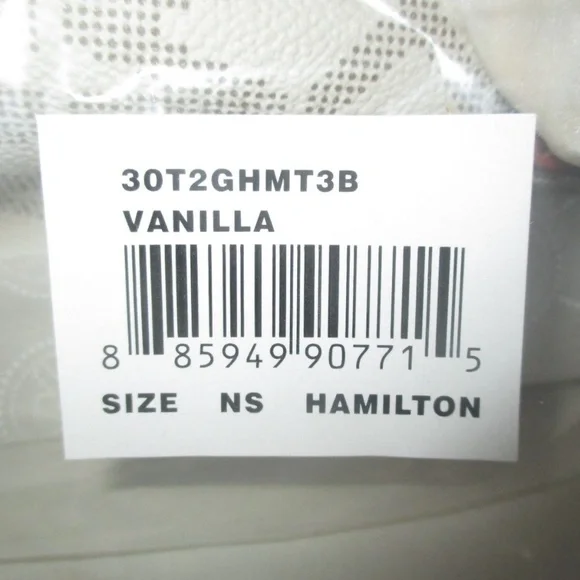 30T2GHMT3B
VANILLA
8 85949 90771 5
SIZE NS HAMILTON